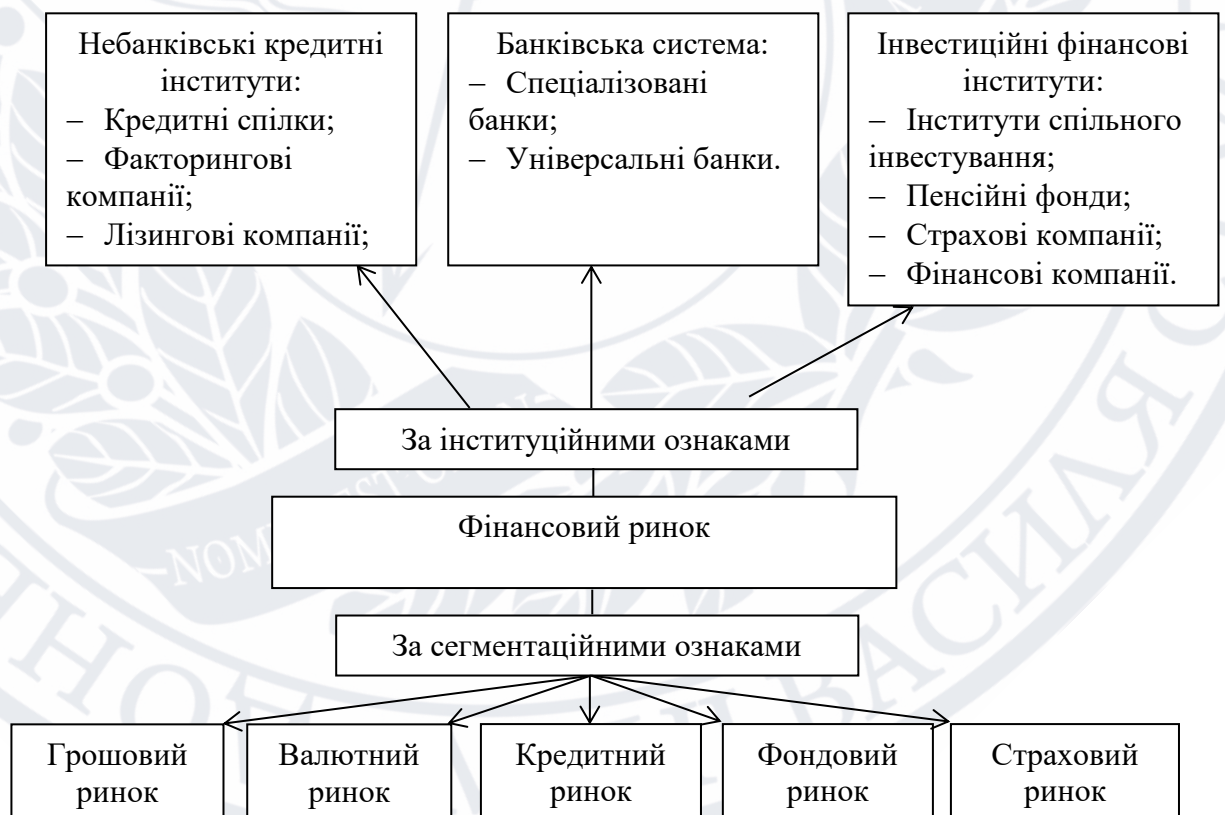 Небанківські кредитні
інститути:
– Кредитні спілки;
– Факторингові
компанії;
– Лізингові компанії;
Банківська система:
– Спеціалізовані
банки;
– Універсальні банки.
Інвестиційні фінансові
інститути:
– Інститути спільного
інвестування;
– Пенсійні фонди;
– Страхові компанії;
– Фінансові компанії.
За інституційними ознаками
Фінансовий ринок
За сегментаційними ознаками
Грошовий
ринок
Валютний
ринок
Кредитний
ринок
Фондовий
ринок
Страховий
ринок
ВАСИЛЯ